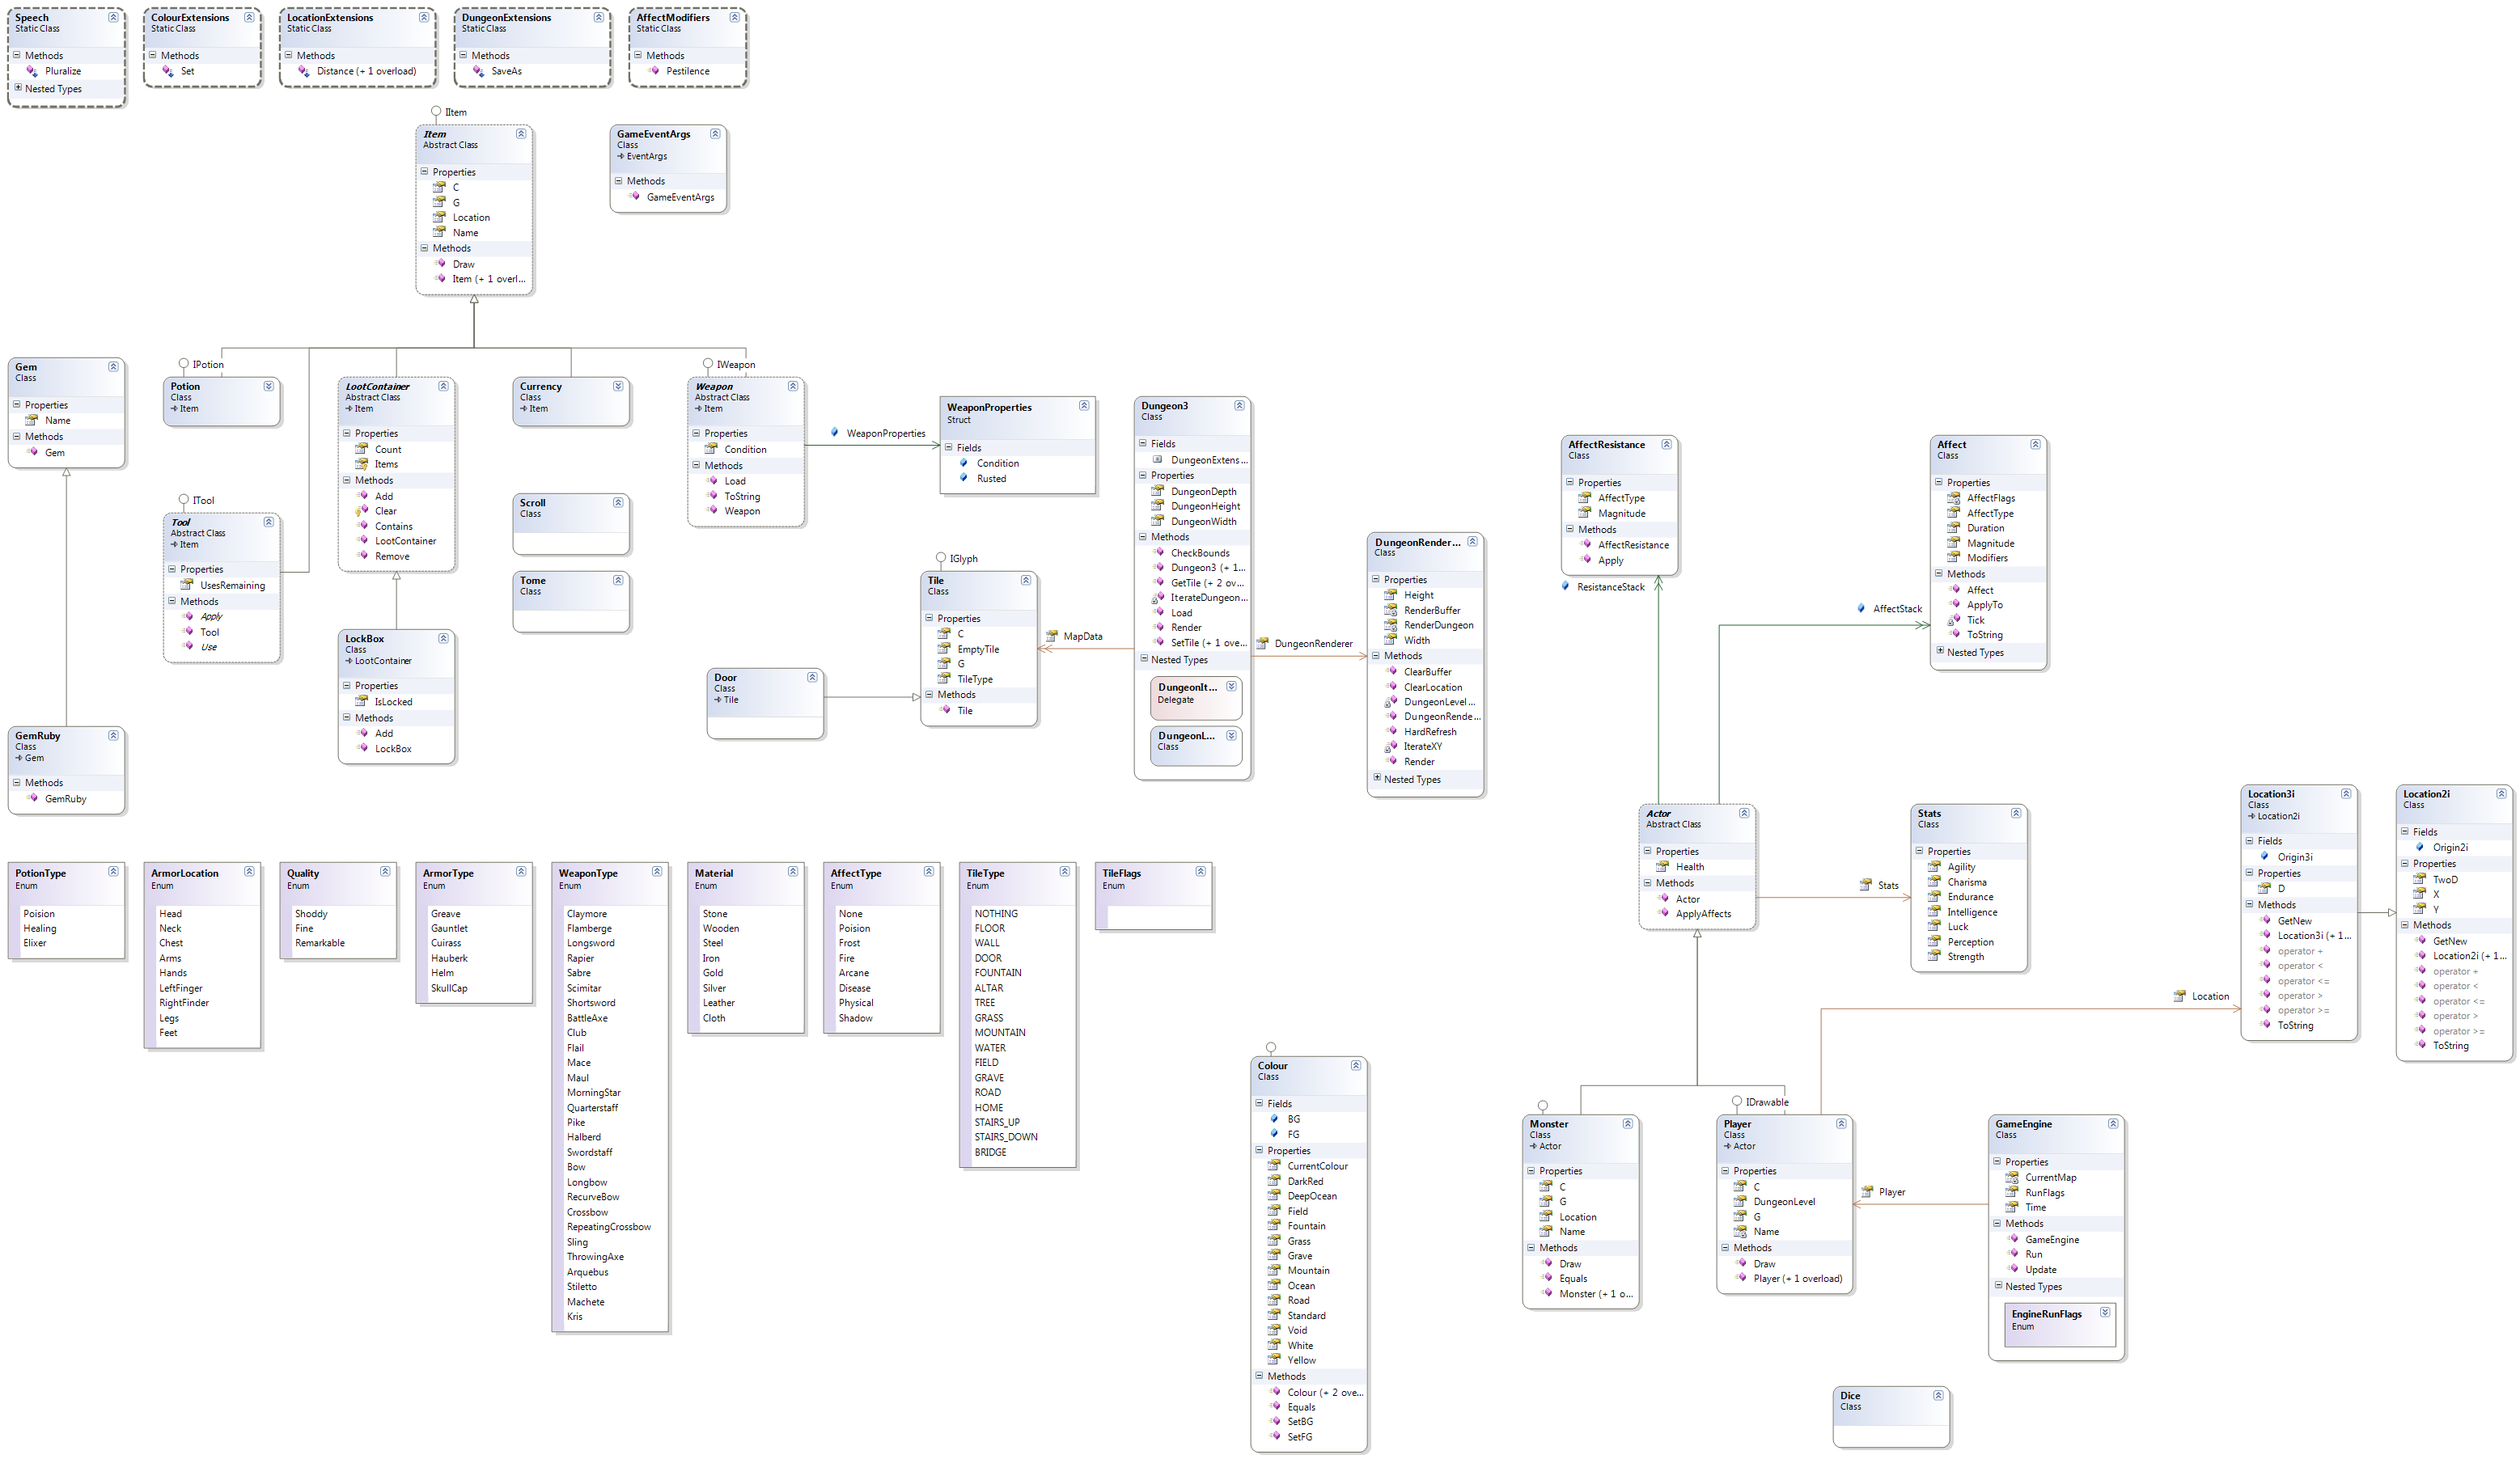 Speech
Static Class
Methods
Pluralize
Nested Types
ColourExtensions
Static Class
Methods
Set
LocationExtensions
Static Class
Methods
Distance (+ 1 overload)
DungeonExtensions
Static Class
Methods
SaveAs
AffectModifiers
Static Class
Methods
Pestilence
IItem
Item
Abstract Class
Properties
C
G
Location
Name
Methods
Draw
Item (+ 1 overl...
GameEventArgs
Class
EventArgs
Methods
GameEventArgs
Gem
Class
Properties
Name
Methods
Gem
IPotion
Potion
Class
Item
LootContainer
Abstract Class
Item
Properties
Count
Items
Methods
Add
Clear
Contains
LootContainer
Remove
Currency
Class
Item
IWeapon
Weapon
Abstract Class
Item
Properties
Condition
Methods
Load
ToString
Weapon
WeaponProperties
WeaponProperties
Struct
Fields
Condition
Rusted
Dungeon3
Class
Fields
DungeonExtens...
Properties
DungeonDepth
DungeonHeight
DungeonWidth
Methods
CheckBounds
Dungeon3 (+ 1...
GetTile (+ 2 ov...
IterateDungeon...
Load
Render
SetTile (+ 1 ove...
Nested Types
DungeonIt...
Delegate
DungeonL...
Class
ITool
Tool
Abstract Class
Item
Properties
UsesRemaining
Methods
Apply
Tool
Use
Scroll
Class
Tome
Class
LockBox
Class
LootContainer
Properties
IsLocked
Methods
Add
LockBox
GemRuby
Class
Gem
Methods
GemRuby
Door
Class
Tile
IGlyph
Tile
Class
Properties
C
EmptyTile
G
TileType
Methods
Tile
MapData
DungeonRenderer
DungeonRender...
Class
Properties
Height
RenderBuffer
RenderDungeon
Width
Methods
ClearBuffer
ClearLocation
DungeonLevel...
DungeonRende...
HardRefresh
IterateXY
Render
Nested Types
AffectResistance
Class
Properties
AffectType
Magnitude
Methods
AffectResistance
Apply
ResistanceStack
Affect
Class
Properties
AffectFlags
AffectType
Duration
Magnitude
Modifiers
Methods
Affect
ApplyTo
Tick
ToString
Nested Types
AffectStack
Actor
Abstract Class
Properties
Health
Methods
Actor
ApplyAffects
Stats
Stats
Class
Properties
Agility
Charisma
Endurance
Intelligence
Luck
Perception
Strength
Location3i
Class
Location2i
Fields
Origin3i
Properties
D
Methods
GetNew
Location3i (+ 1...
operator +
operator <
operator <=
operator >
operator >=
ToString
Location2i
Class
Fields
Origin2i
Properties
TwoD
X
Y
Methods
GetNew
Location2i (+ 1...
operator +
operator <
operator <=
operator >
operator >=
ToString
Location
PotionType
Enum
Poision
Healing
Elixer
ArmorLocation
Enum
Head
Neck
Chest
Arms
Hands
LeftFinger
RightFinder
Legs
Feet
Quality
Enum
Shoddy
Fine
Remarkable
ArmorType
Enum
Greave
Gauntlet
Cuirass
Hauberk
Helm
SkullCap
WeaponType
Enum
Claymore
Flamberge
Longsword
Rapier
Sabre
Scimitar
Shortsword
BattleAxe
Club
Flail
Mace
Maul
MorningStar
Quarterstaff
Pike
Halberd
Swordstaff
Bow
Longbow
RecurveBow
Crossbow
RepeatingCrossbow
Sling
ThrowingAxe
Arquebus
Stiletto
Machete
Kris
Material
Enum
Stone
Wooden
Steel
Iron
Gold
Silver
Leather
Cloth
AffectType
Enum
None
Poision
Frost
Fire
Arcane
Disease
Physical
Shadow
TileType
Enum
NOTHING
FLOOR
WALL
DOOR
FOUNTAIN
ALTAR
TREE
GRASS
MOUNTAIN
WATER
FIELD
GRAVE
ROAD
HOME
STAIRS_UP
STAIRS_DOWN
BRIDGE
TileFlags
Enum
Colour
Class
Fields
BG
FG
Properties
CurrentColour
DarkRed
DeepOcean
Field
Fountain
Grass
Grave
Mountain
Ocean
Road
Standard
Void
White
Yellow
Methods
Colour (+ 2 ove...
Equals
SetBG
SetFG
Monster
Class
Actor
Properties
C
G
Location
Name
Methods
Draw
Equals
Monster (+ 1 o...
IDrawable
Player
Class
Actor
Properties
C
DungeonLevel
G
Name
Methods
Draw
Player (+ 1 overload)
Player
GameEngine
Class
Properties
CurrentMap
RunFlags
Time
Methods
GameEngine
Run
Update
Nested Types
EngineRunFlags
Enum
Dice
Class